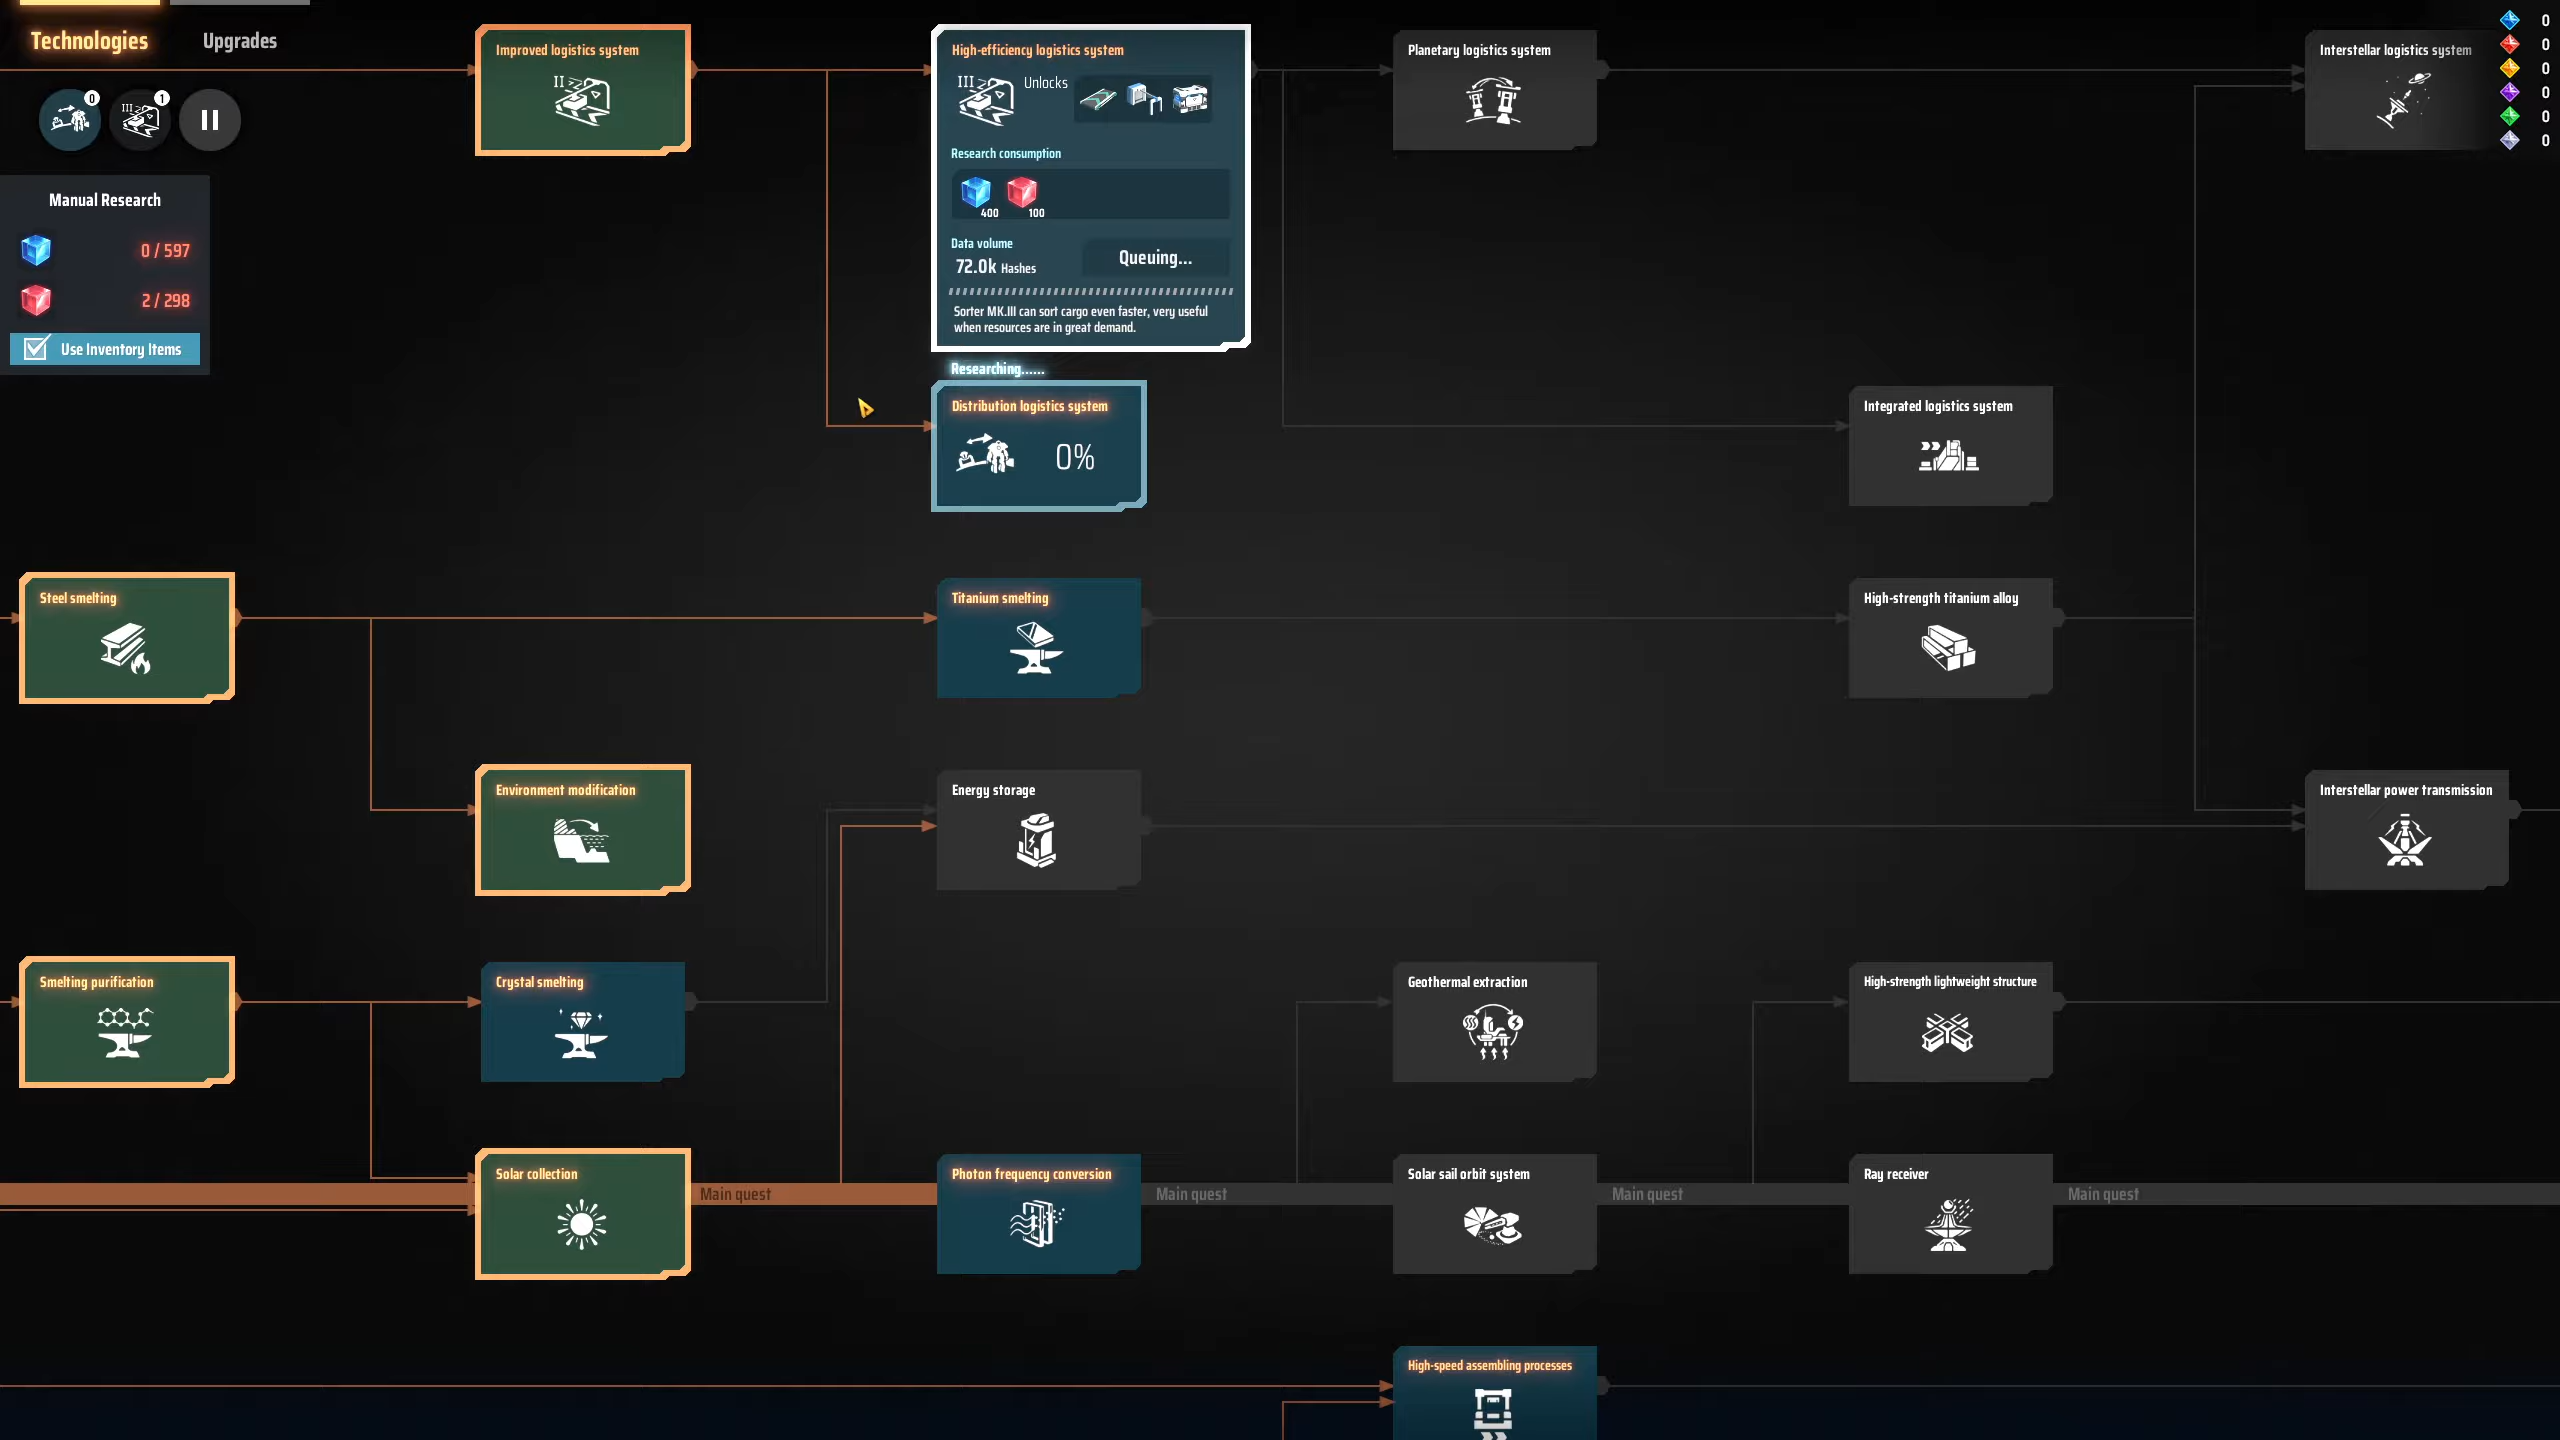 Technologies
Upgrades
0
1
Manual Research
0 / 597
2 / 298
Use Inventory Items
Improved logistics system
II
High-efficiency logistics system
III
Unlocks
Research consumption
400
100
Data volume
72.0k Hashes
Queuing...
Sorter MK.III can sort cargo even faster, very useful
when resources are in great demand.
Planetary logistics system
Interstellar logistics system
0
0
0
0
0
0
Researching......
Distribution logistics system
0%
Integrated logistics system
Steel smelting
Titanium smelting
High-strength titanium alloy
Environment modification
Energy storage
Interstellar power transmission
Smelting purification
Crystal smelting
Geothermal extraction
High-strength lightweight structure
Solar collection
Main quest
Photon frequency conversion
Main quest
Solar sail orbit system
Main quest
Ray receiver
Main quest
High-speed assembling processes